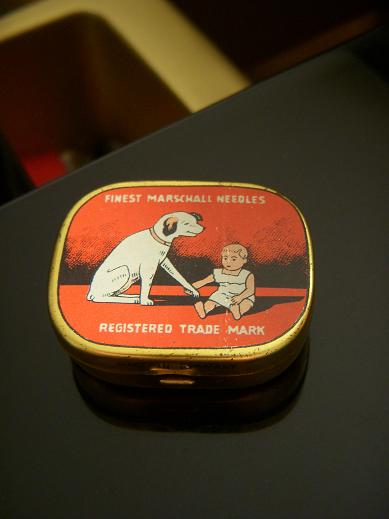 FINEST MARSCHALL NEEDLES
REGISTERED TRADE MARK